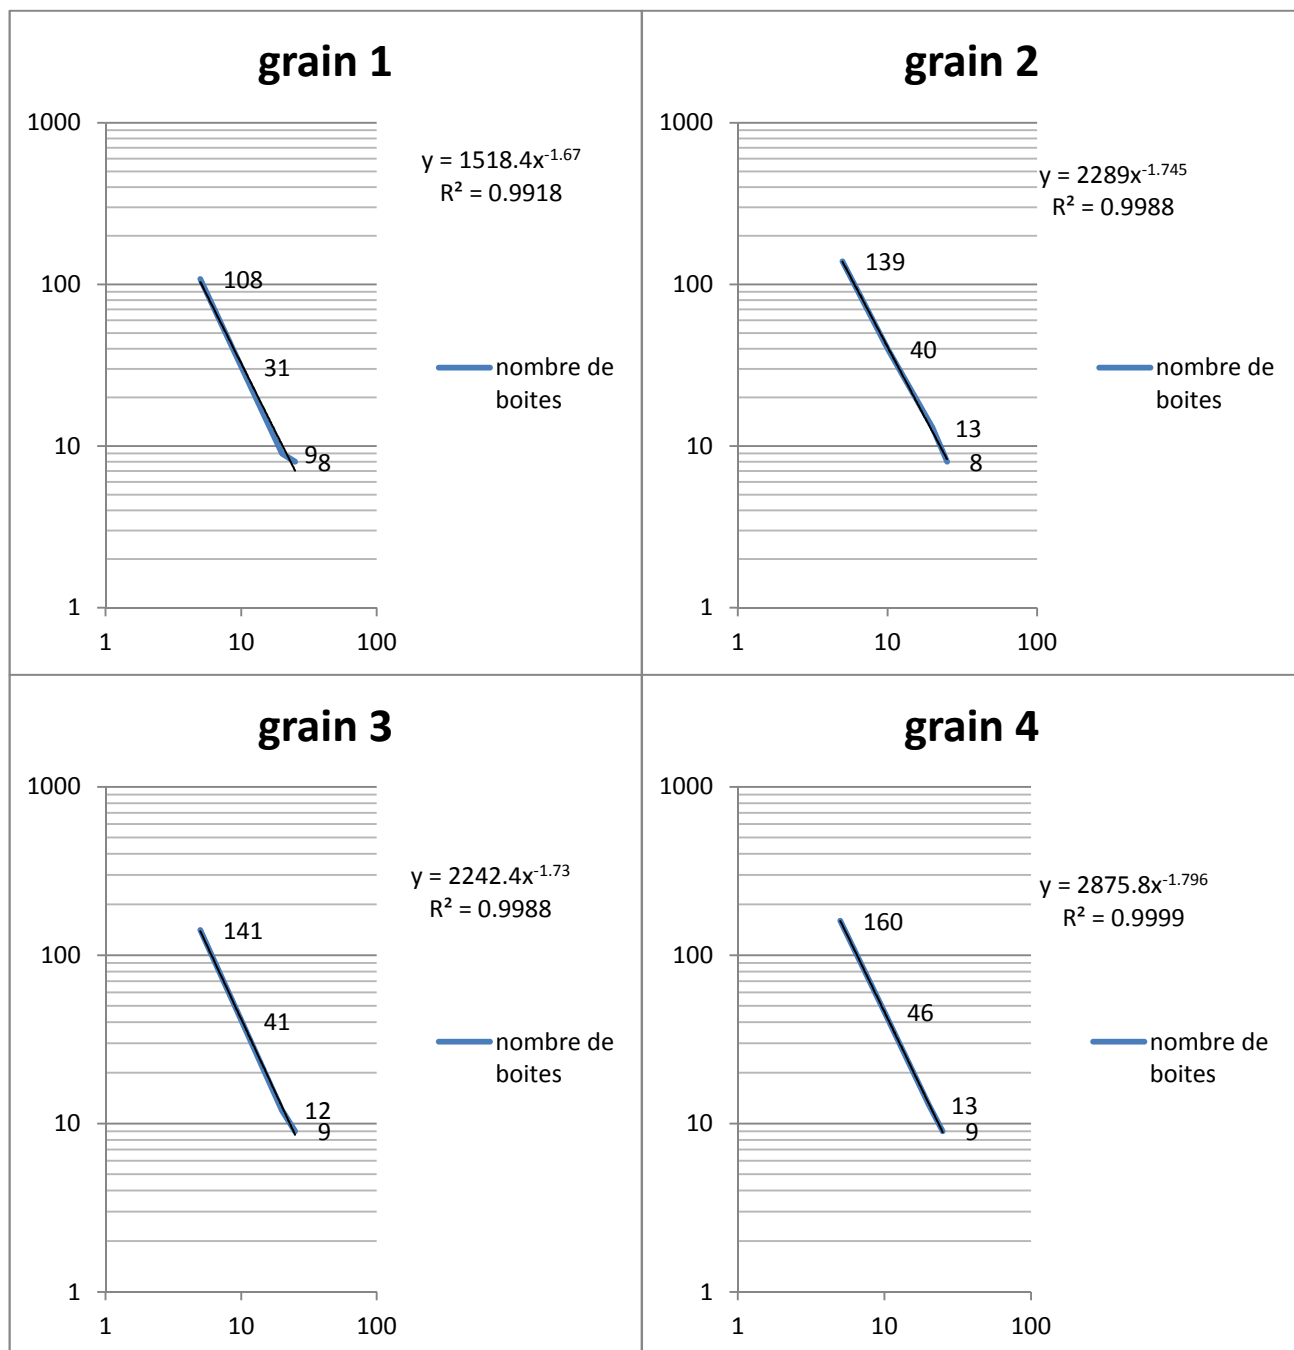 grain 1
1000
100
10
1
1 10 100
y = 1518.4x^-1.67
R² = 0.9918
108
31
9
8
nombre de
boites
grain 2
1000
100
10
1
1 10 100
y = 2289x^-1.745
R² = 0.9988
139
40
13
8
nombre de
boites
grain 3
1000
100
10
1
1 10 100
y = 2242.4x^-1.73
R² = 0.9988
141
41
12
9
nombre de
boites
grain 4
1000
100
10
1
1 10 100
y = 2875.8x^-1.796
R² = 0.9999
160
46
13
9
nombre de
boites